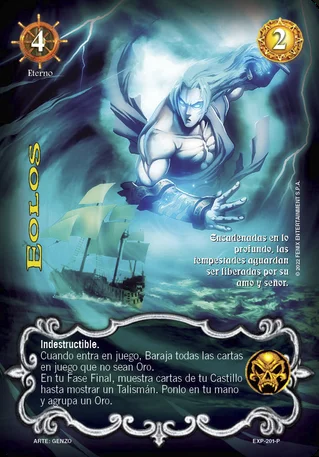 4
2
Eterno
Eolos
Encadenadas en lo
profundo, las
tempestades aguardan
ser liberadas por su
amo y señor.
© 2022 FENIX ENTERTAINMENT S.P.A.
Indestructible.
Cuando entra en juego, Baraja todas las cartas
en juego que no sean Oro.
En tu Fase Final, muestra cartas de tu Castillo
hasta mostrar un Talismán. Ponlo en tu mano
y agrupa un Oro.
ARTE: GENZO
EXP-201-P